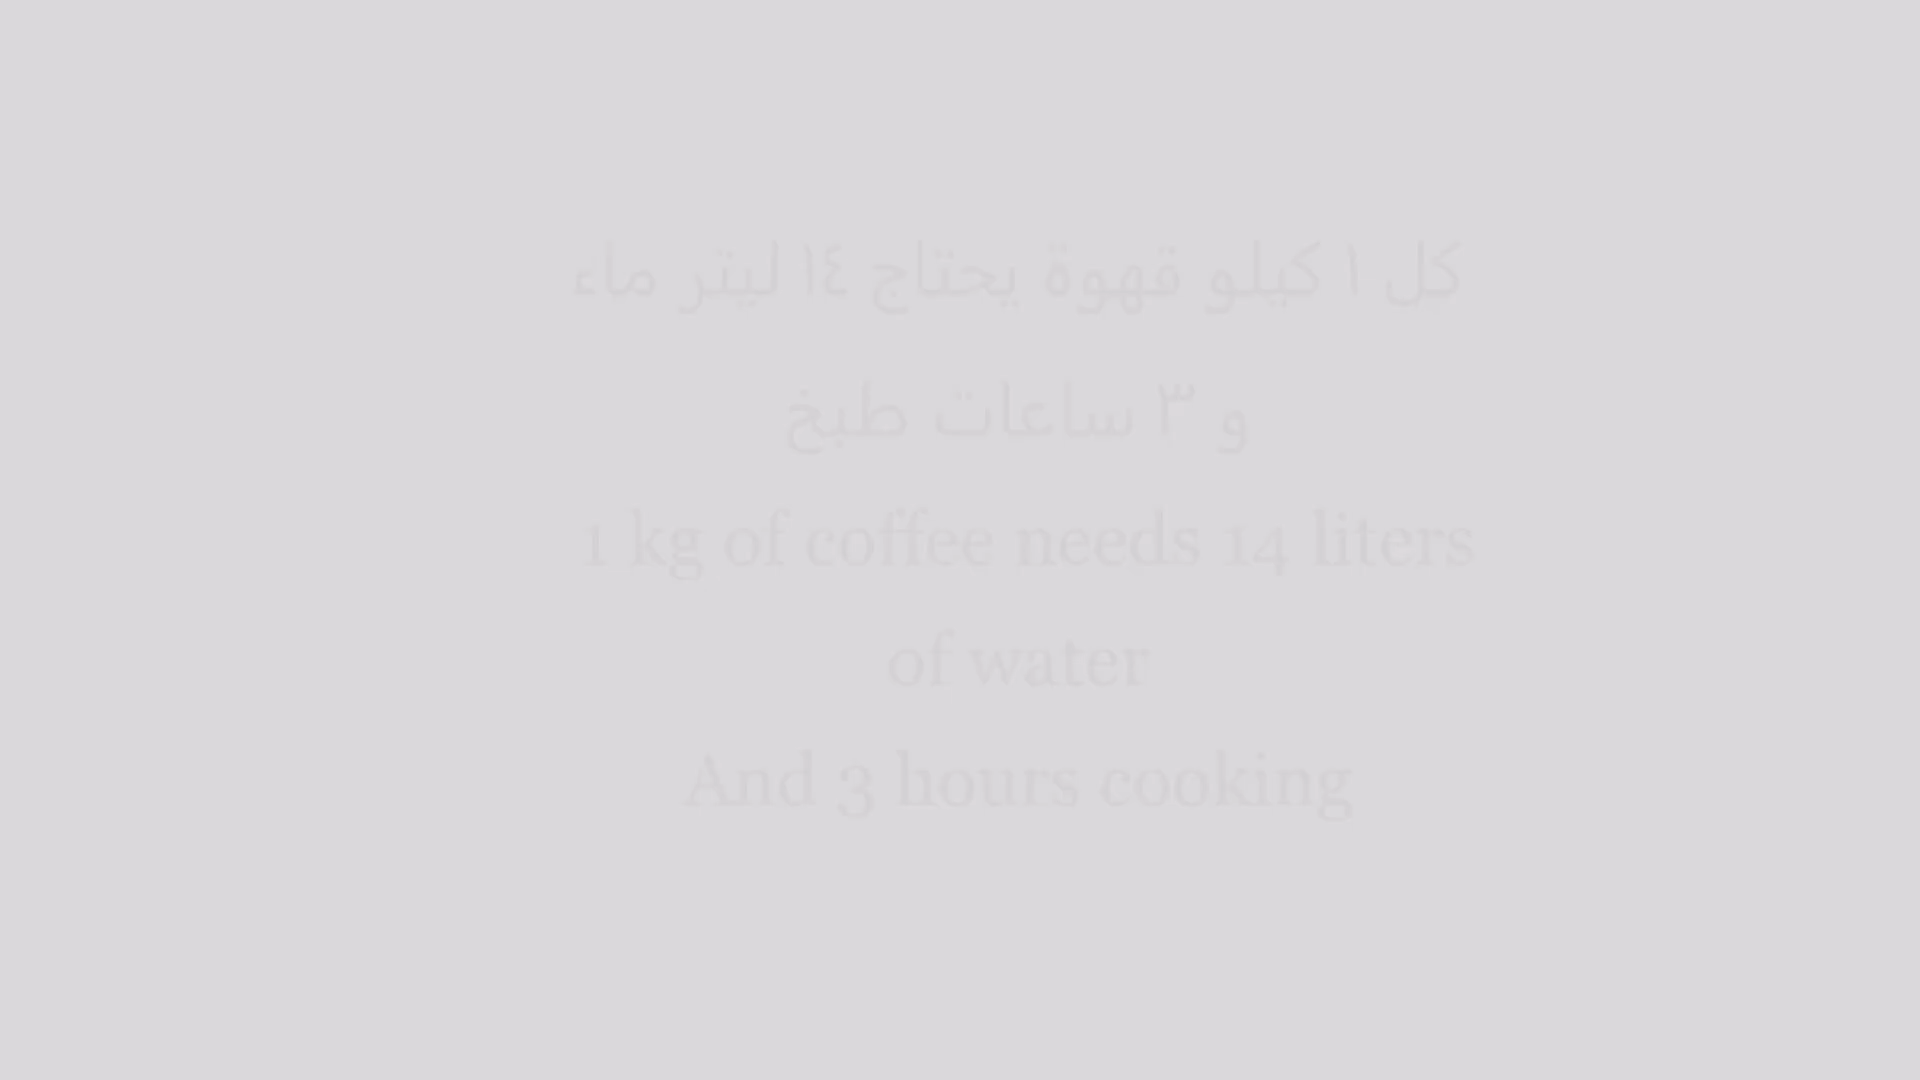 كل ١ كيلو قهوة يحتاج ١٤ ليتر ماء
و ٣ ساعات طبخ
1 kg of coffee needs 14 liters
of water
And 3 hours cooking